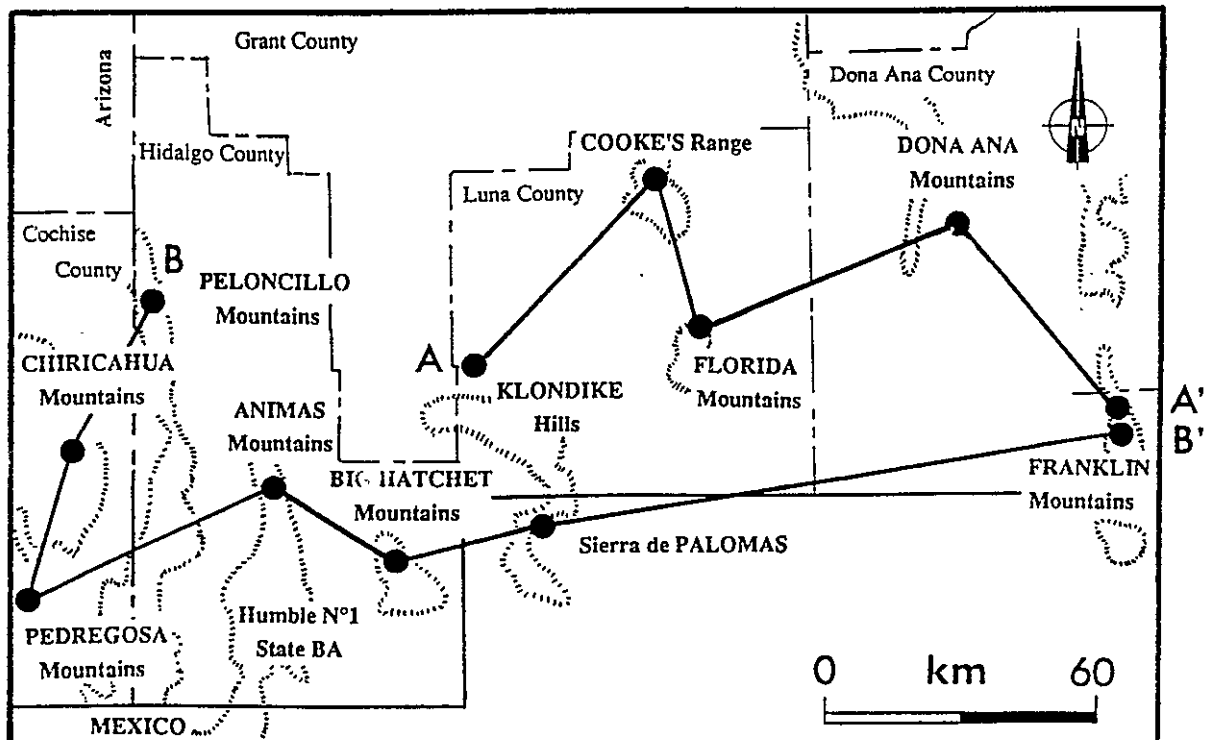 Grant County
Arizona
Dona Ana County
Hidalgo County
COOKE'S Range
DONA ANA
Mountains
N
Luna County
Cochise
County
B
PELONCILLO
Mountains
CHIRICAHUA
Mountains
A
KLONDIKE
Hills
FLORIDA
Mountains
A'
B'
ANIMAS
Mountains
BIG HATCHET
Mountains
FRANKLIN
Mountains
Sierra de PALOMAS
Humble N°1
State BA
PEDREGOSA
Mountains
MEXICO
0 km 60